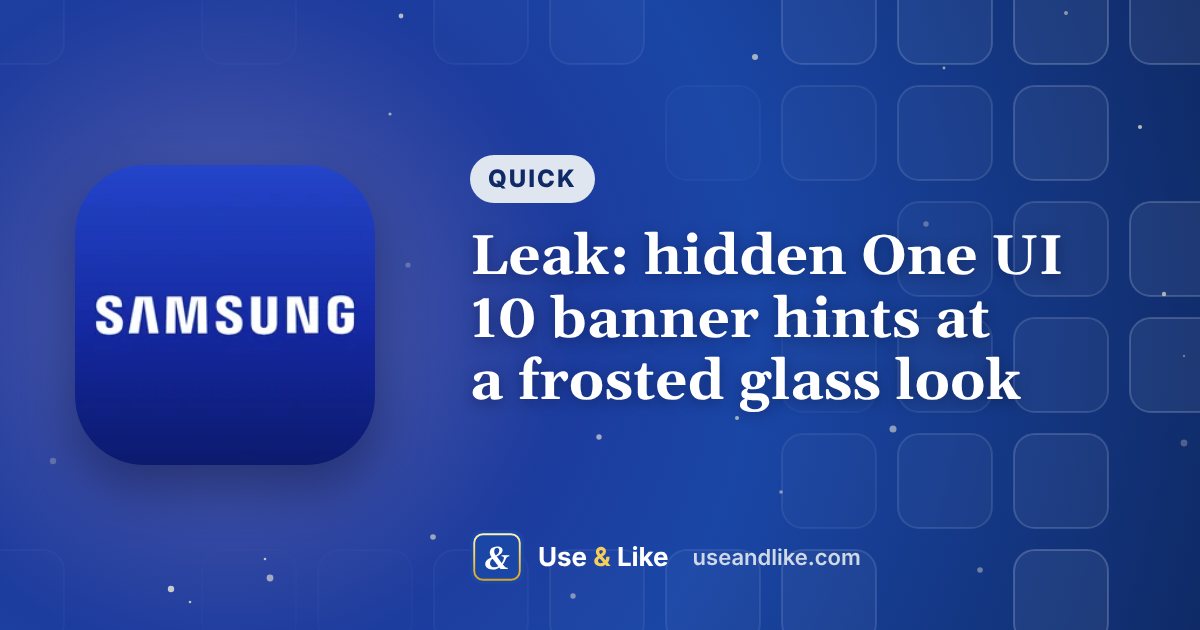 SAMSUNG
QUICK
Leak: hidden One UI
10 banner hints at
a frosted glass look
& Use & Like useandlike.com